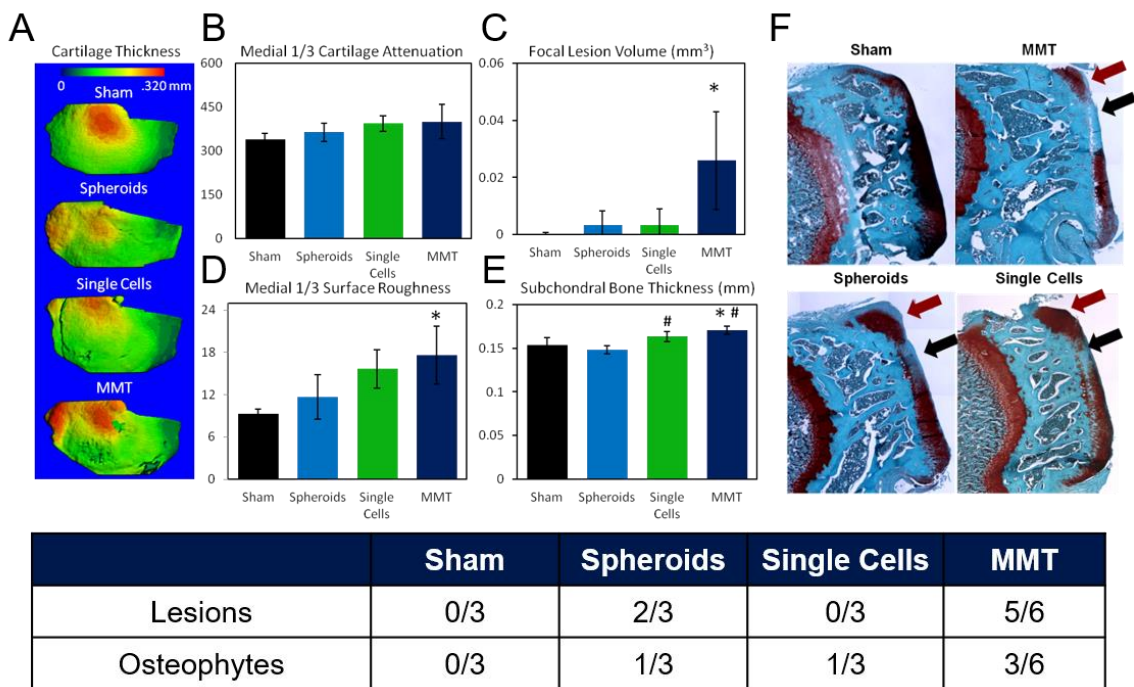 A
Cartilage Thickness
0 .320 mm
Sham
Spheroids
Single Cells
MMT
B
Medial 1/3 Cartilage Attenuation
600
450
300
150
0
Sham Spheroids Single Cells MMT
C
Focal Lesion Volume (mm³)
0.06
0.04
0.02
0
*
Sham Spheroids Single Cells MMT
D
Medial 1/3 Surface Roughness
24
18
12
6
0
*
Sham Spheroids Single Cells MMT
E
Subchondral Bone Thickness (mm)
0.2
0.15
0.1
0.05
0
# * #
Sham Spheroids Single Cells MMT
F
Sham MMT
Spheroids Single Cells
Sham Spheroids Single Cells MMT
Lesions 0/3 2/3 0/3 5/6
Osteophytes 0/3 1/3 1/3 3/6